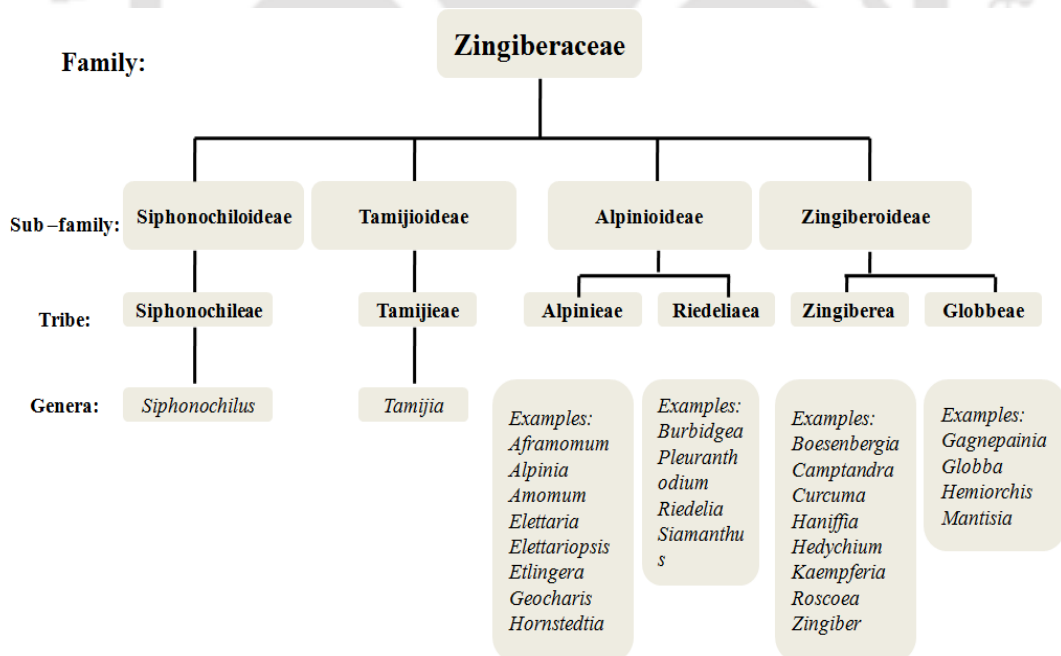 Zingiberaceae
Family:
Sub –family:
Siphonochiloideae
Tamijioideae
Alpinioideae
Zingiberoideae
Tribe:
Siphonochileae
Tamijieae
Alpinieae
Riedeliaea
Zingiberea
Globbeae
Genera:
Siphonochilus
Tamijia
Examples:
Aframomum
Alpinia
Amomum
Elettaria
Elettariopsis
Etlingera
Geocharis
Hornstedtia
Examples:
Burbidgea
Pleuranth
odium
Riedelia
Siamanthu
s
Examples:
Boesenbergia
Camptandra
Curcuma
Haniffia
Hedychium
Kaempferia
Roscoea
Zingiber
Examples:
Gagnepainia
Globba
Hemiorchis
Mantisia